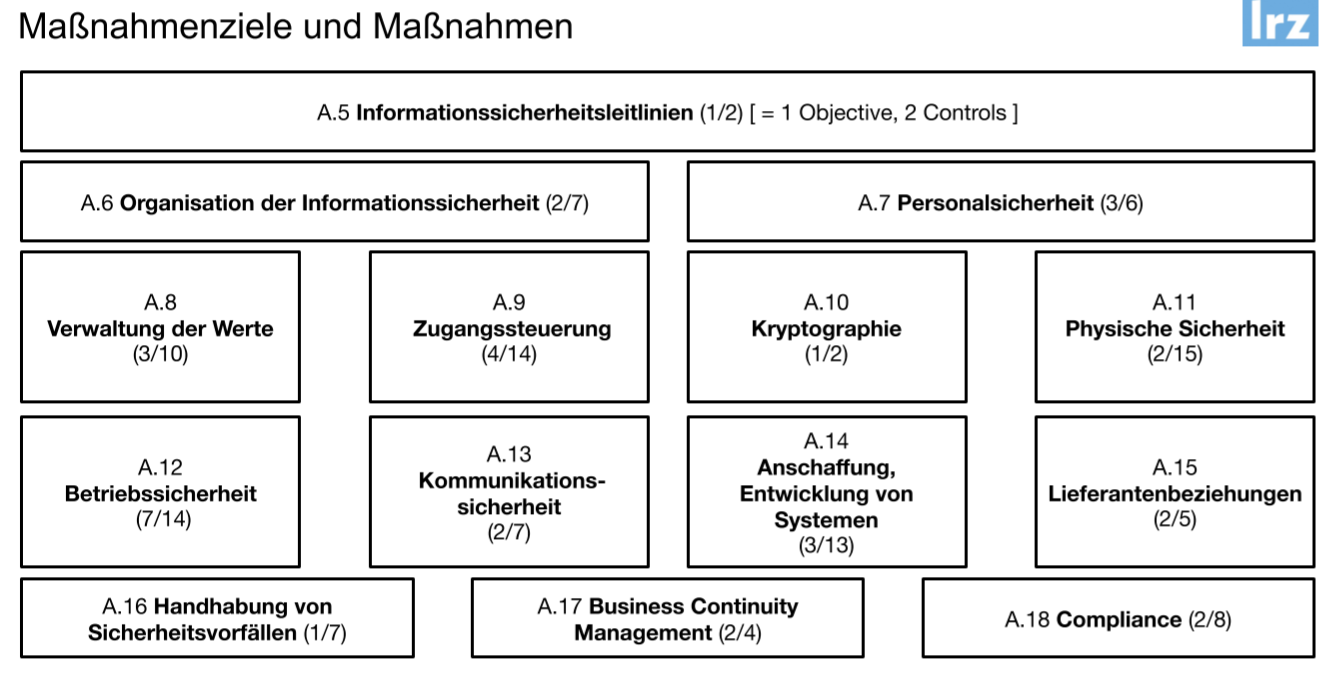 Maßnahmenziele und Maßnahmen
lrz
A.5 Informationssicherheitsleitlinien (1/2) [ = 1 Objective, 2 Controls ]
A.6 Organisation der Informationssicherheit (2/7)
A.7 Personalsicherheit (3/6)
A.8
Verwaltung der Werte
(3/10)
A.9
Zugangssteuerung
(4/14)
A.10
Kryptographie
(1/2)
A.11
Physische Sicherheit
(2/15)
A.12
Betriebssicherheit
(7/14)
A.13
Kommunikations-
sicherheit
(2/7)
A.14
Anschaffung,
Entwicklung von
Systemen
(3/13)
A.15
Lieferantenbeziehungen
(2/5)
A.16 Handhabung von
Sicherheitsvorfällen (1/7)
A.17 Business Continuity
Management (2/4)
A.18 Compliance (2/8)